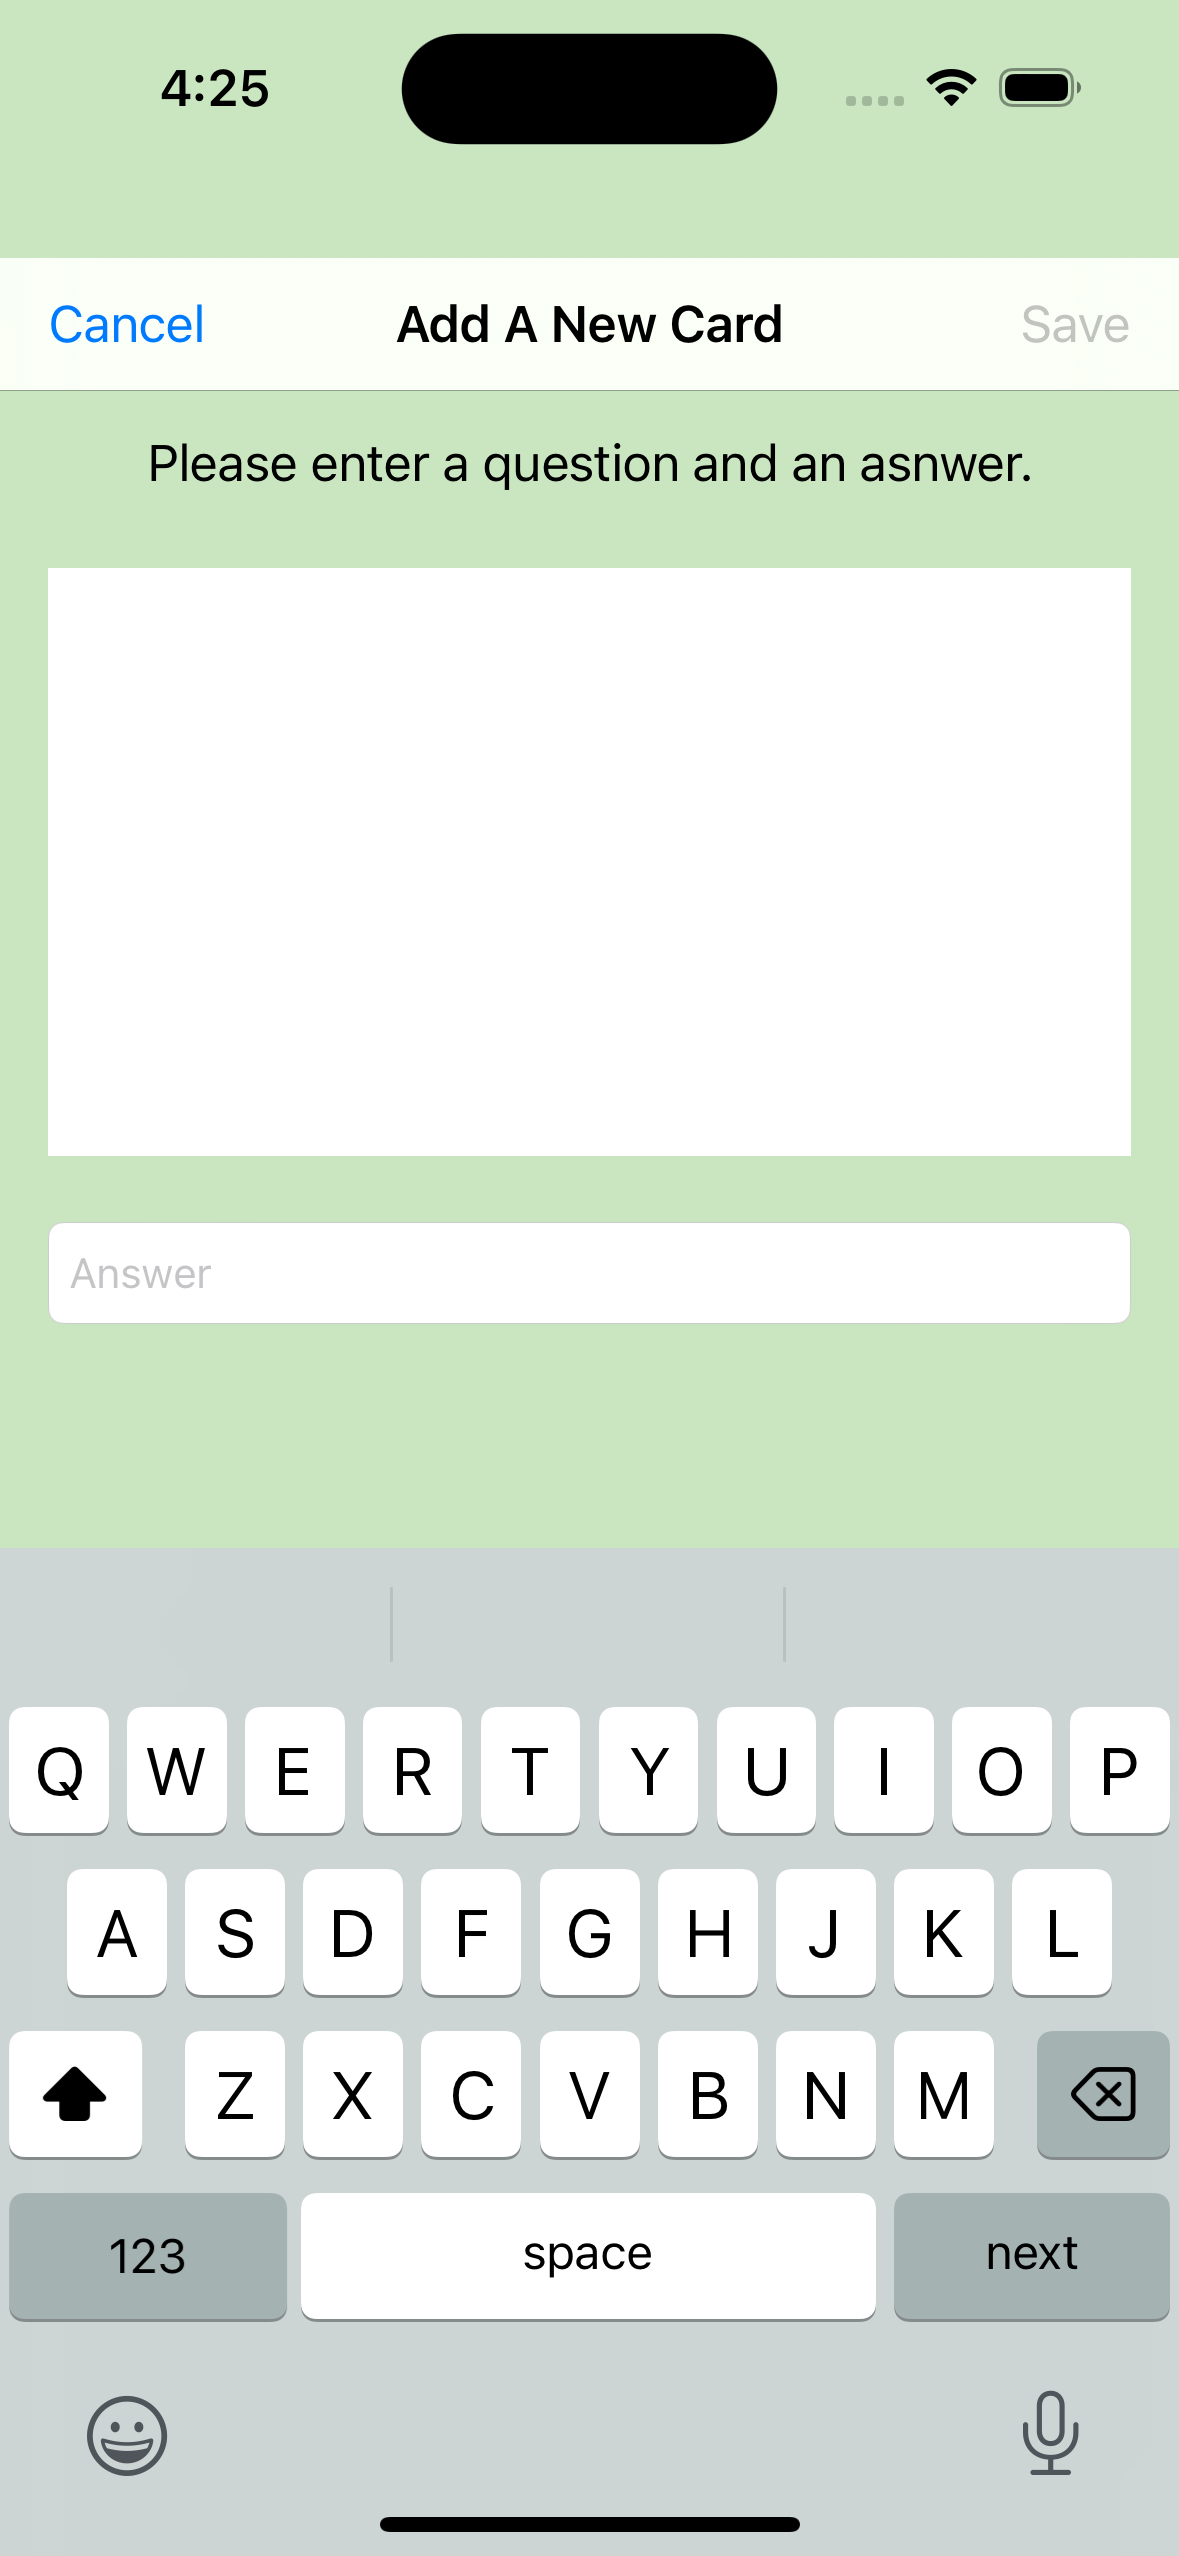 4:25
Cancel Add A New Card Save
Please enter a question and an asnwer.
Answer
Q W E R T Y U I O P
A S D F G H J K L
Z X C V B N M
123 space next